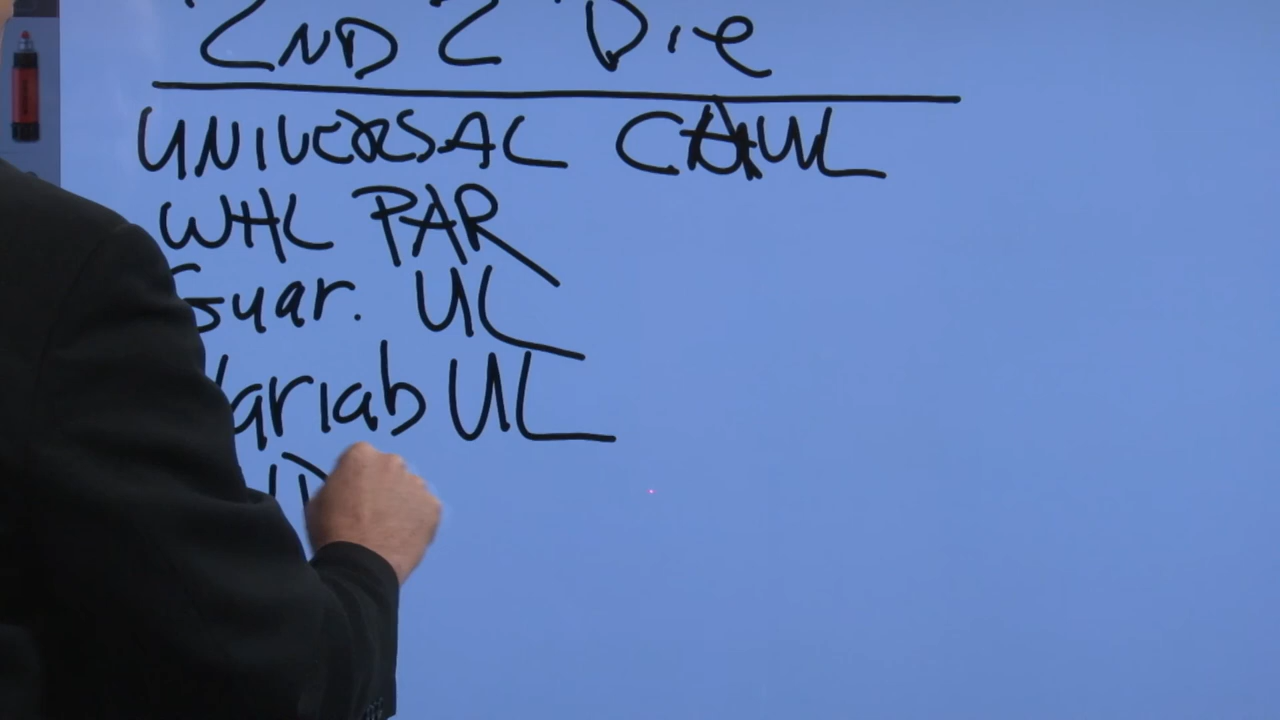 2ND 2 Die
UNIVERSAL CAUL
WHL PAR
Guar. UL
Variab UL